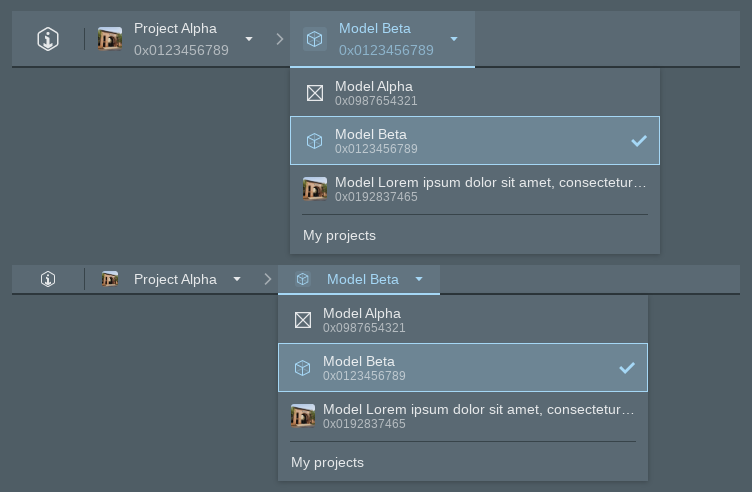 Project Alpha
0x0123456789
Model Beta
0x0123456789
Model Alpha
0x0987654321
Model Beta
0x0123456789
Model Lorem ipsum dolor sit amet, consectetur…
0x0192837465
My projects
Project Alpha
Model Beta
Model Alpha
0x0987654321
Model Beta
0x0123456789
Model Lorem ipsum dolor sit amet, consectetur…
0x0192837465
My projects